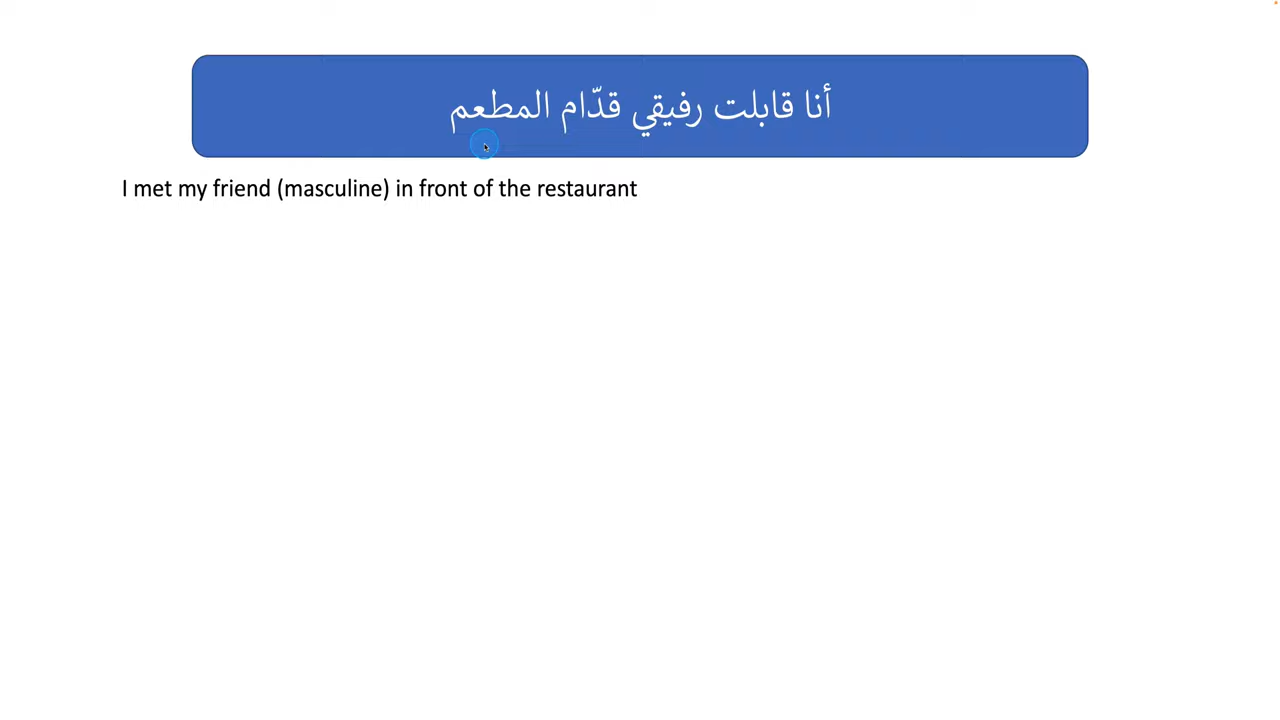 أنا قابلت رفيقي قدّام المطعم
I met my friend (masculine) in front of the restaurant